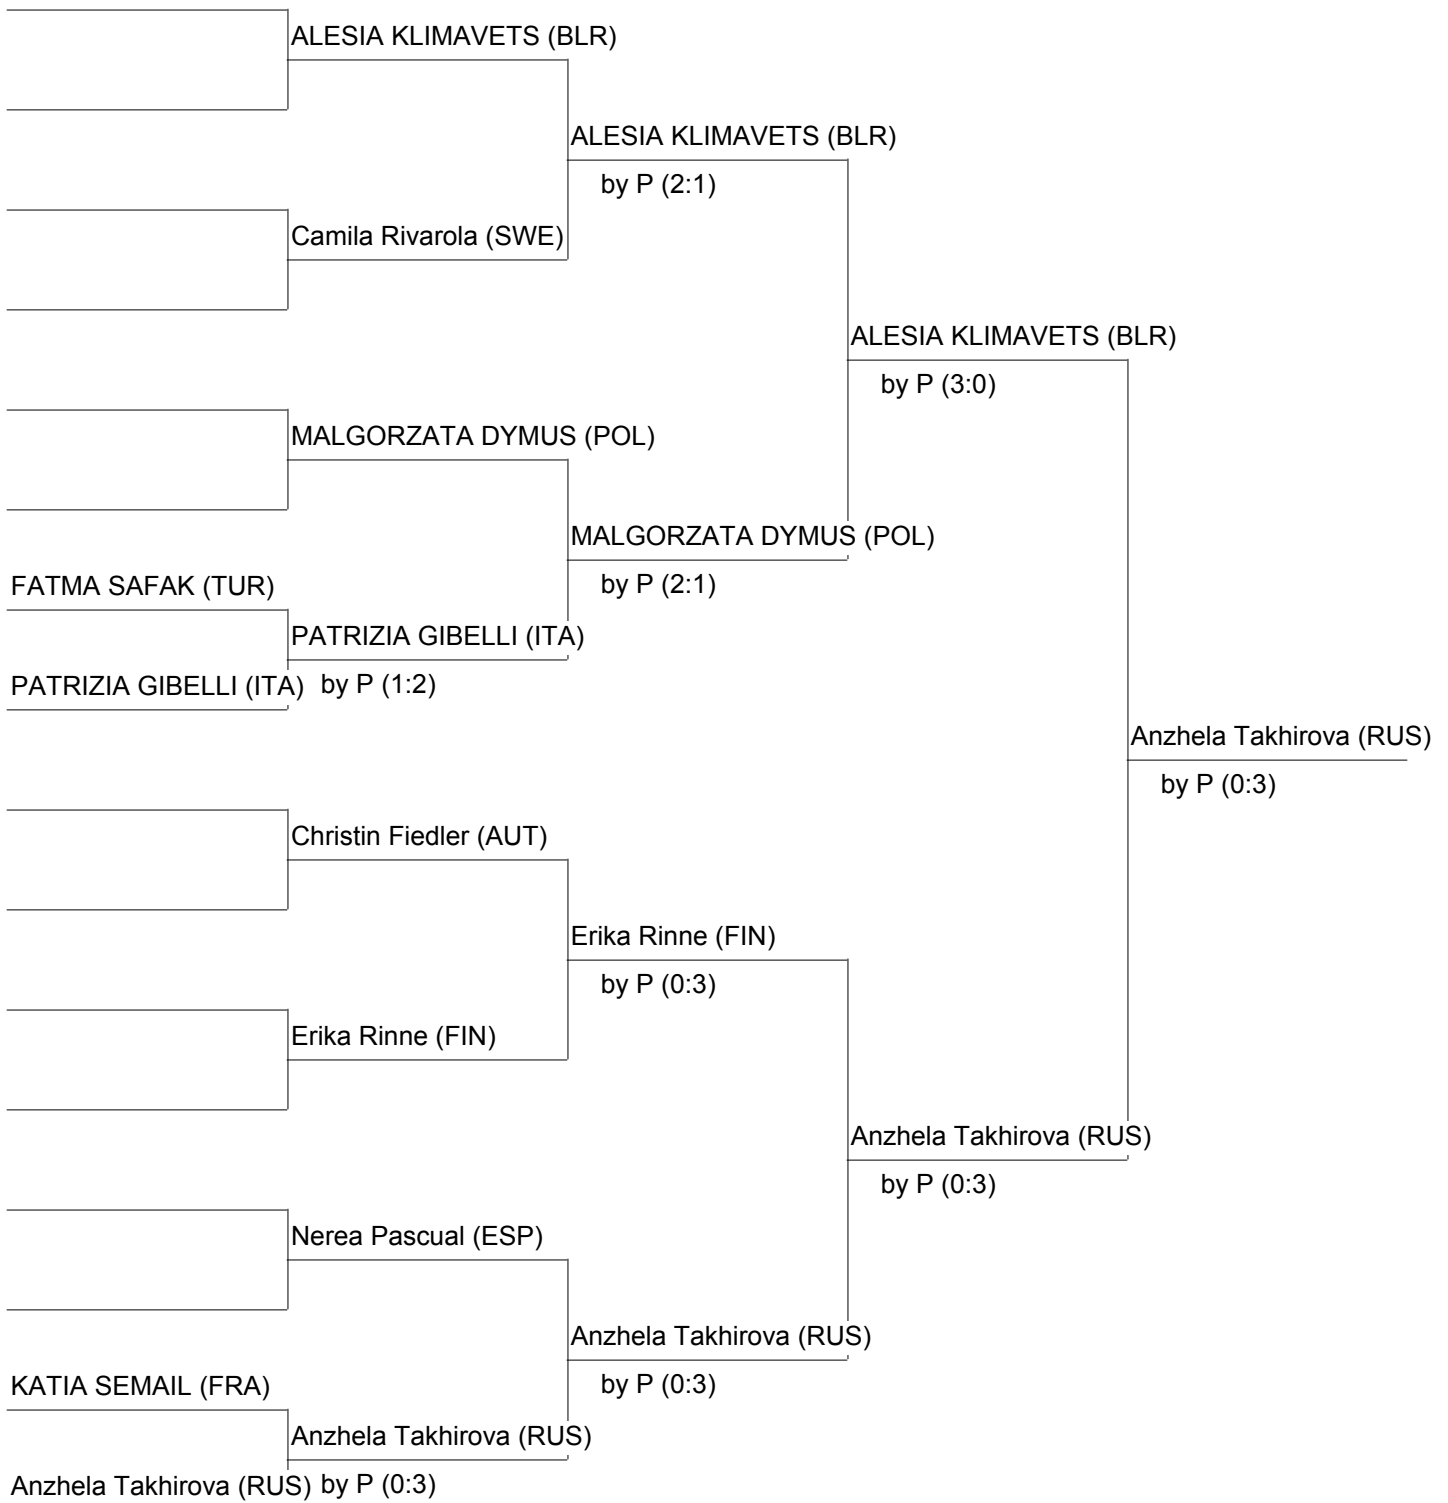 ALESIA KLIMAVETS (BLR)
ALESIA KLIMAVETS (BLR)
by P (2:1)
Camila Rivarola (SWE)
ALESIA KLIMAVETS (BLR)
by P (3:0)
MALGORZATA DYMUS (POL)
MALGORZATA DYMUS (POL)
by P (2:1)
FATMA SAFAK (TUR)
PATRIZIA GIBELLI (ITA)
PATRIZIA GIBELLI (ITA) by P (1:2)
Anzhela Takhirova (RUS)
by P (0:3)
Christin Fiedler (AUT)
Erika Rinne (FIN)
by P (0:3)
Erika Rinne (FIN)
Anzhela Takhirova (RUS)
by P (0:3)
Nerea Pascual (ESP)
Anzhela Takhirova (RUS)
by P (0:3)
KATIA SEMAIL (FRA)
Anzhela Takhirova (RUS)
Anzhela Takhirova (RUS) by P (0:3)